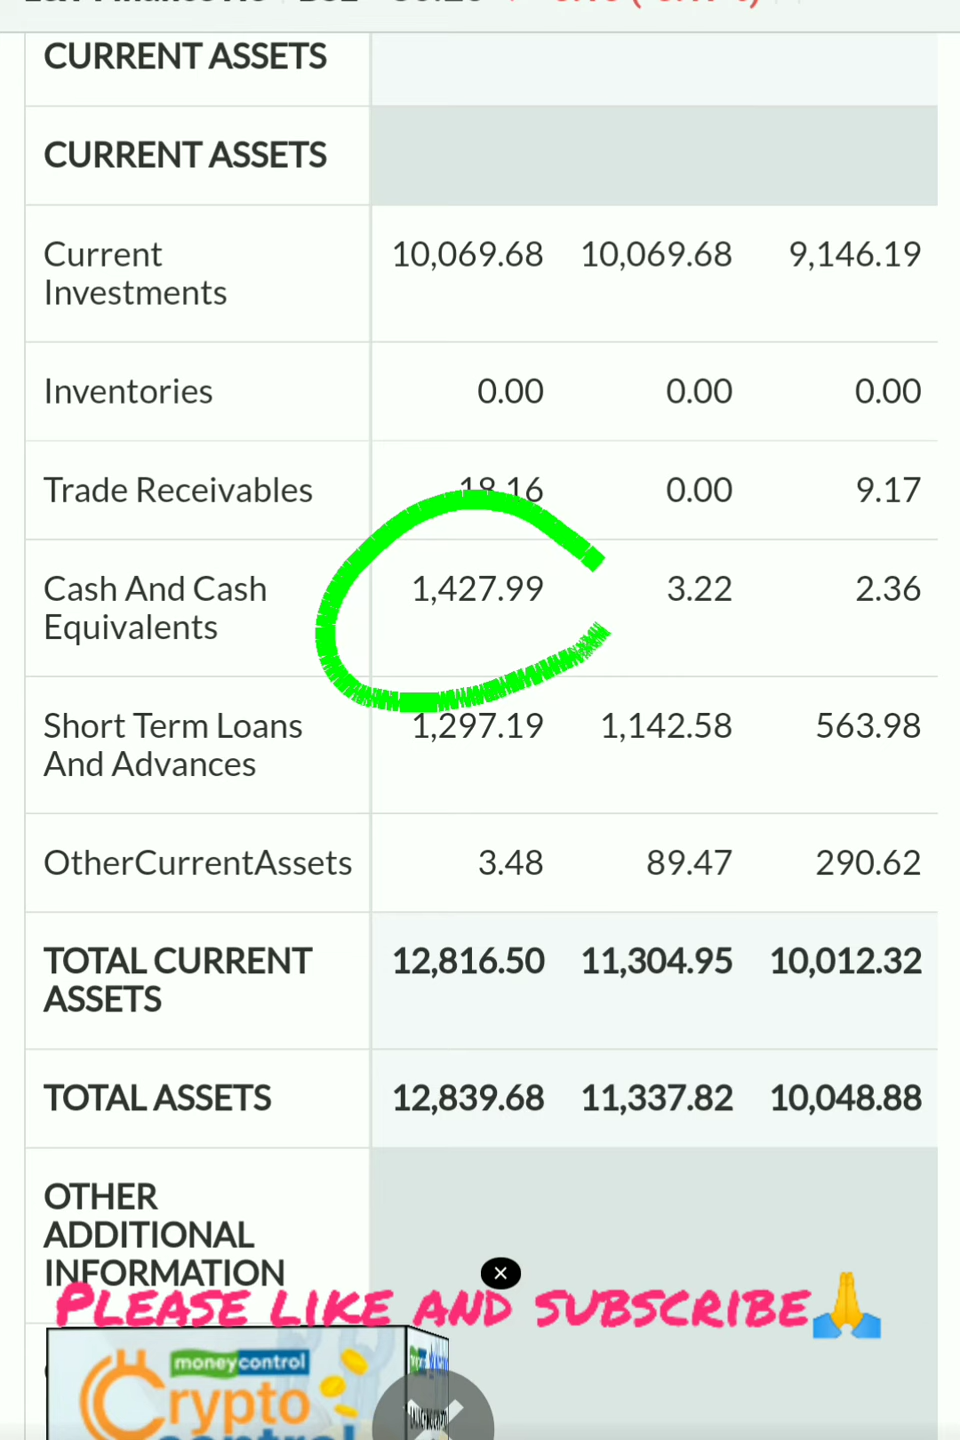 CURRENT ASSETS
CURRENT ASSETS
Current Investments 10,069.68 10,069.68 9,146.19
Inventories 0.00 0.00 0.00
Trade Receivables 18.16 0.00 9.17
Cash And Cash Equivalents 1,427.99 3.22 2.36
Short Term Loans And Advances 1,297.19 1,142.58 563.98
OtherCurrentAssets 3.48 89.47 290.62
TOTAL CURRENT ASSETS 12,816.50 11,304.95 10,012.32
TOTAL ASSETS 12,839.68 11,337.82 10,048.88
OTHER
ADDITIONAL
INFORMATION
PLEASE LIKE AND SUBSCRIBE🙏
moneycontrol
Crypto
control